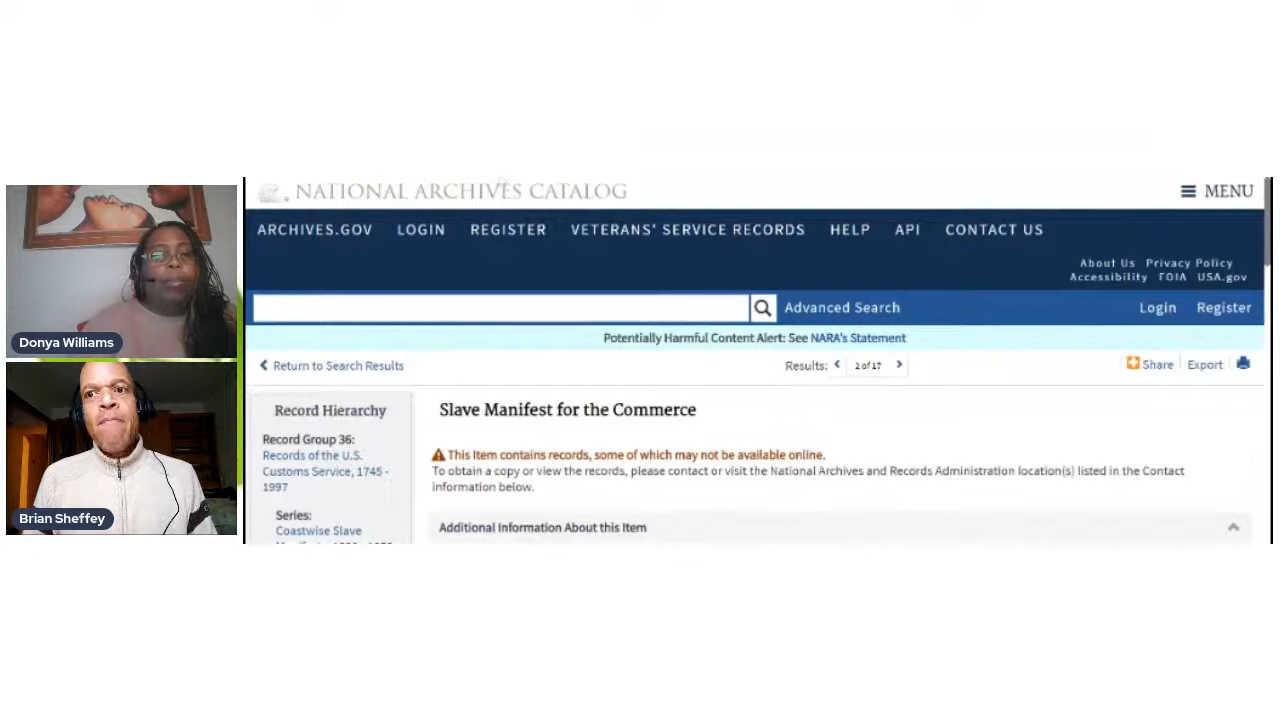 NATIONAL ARCHIVES CATALOG
MENU
ARCHIVES.GOV LOGIN REGISTER VETERANS' SERVICE RECORDS HELP API CONTACT US
About Us Privacy Policy
Accessibility FOIA USA.gov
Advanced Search Login Register
Potentially Harmful Content Alert: See NARA's Statement
Return to Search Results Results: 2 of 17 Share Export
Record Hierarchy
Record Group 36:
Records of the U.S.
Customs Service, 1745 -
1997
Series:
Coastwise Slave
Slave Manifest for the Commerce
This Item contains records, some of which may not be available online.
To obtain a copy or view the records, please contact or visit the National Archives and Records Administration location(s) listed in the Contact
information below.
Additional Information About this Item
Donya Williams
Brian Sheffey